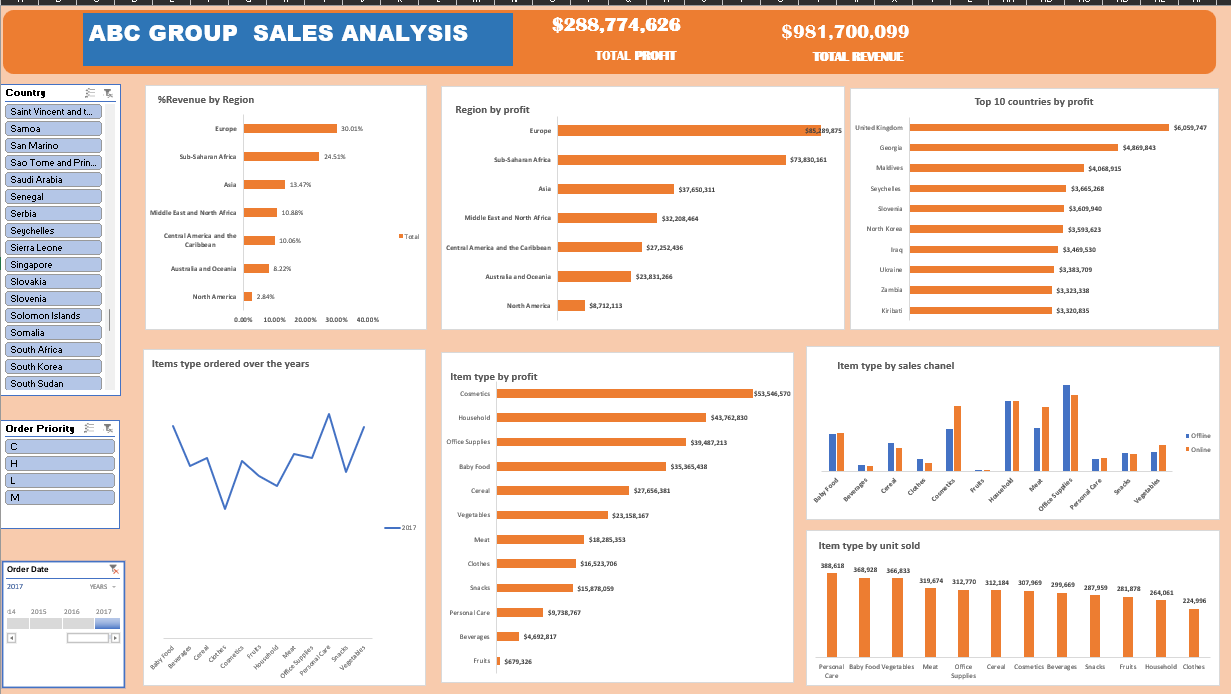 ABC GROUP  SALES ANALYSIS
$288,774,626
TOTAL PROFIT
$981,700,099
TOTAL REVENUE
Country
Saint Vincent and t...
Samoa
San Marino
Sao Tome and Prin...
Saudi Arabia
Senegal
Serbia
Seychelles
Sierra Leone
Singapore
Slovakia
Slovenia
Solomon Islands
Somalia
South Africa
South Korea
South Sudan
Order Priority
C
H
L
M
Order Date
2017
YEARS
2015 2016 2017
%Revenue by Region
Europe 30.01%
Sub-Saharan Africa 24.51%
Asia 13.47%
Middle East and North Africa 10.88%
Central America and the
Caribbean 10.06%
Australia and Oceania 8.22%
North America 2.84%
Total
0.00% 10.00% 20.00% 30.00% 40.00%
Region by profit
Europe $85,289,875
Sub-Saharan Africa $73,830,161
Asia $37,650,311
Middle East and North Africa $32,208,464
Central America and the Caribbean $27,252,436
Australia and Oceania $23,831,266
North America $8,712,113
Top 10 countries by profit
United Kingdom $6,059,747
Georgia $4,869,843
Maldives $4,068,915
Seychelles $3,665,268
Slovenia $3,609,940
North Korea $3,593,623
Iraq $3,469,530
Ukraine $3,383,709
Zambia $3,323,338
Kiribati $3,320,835
Items type ordered over the years
2017
Baby Food Beverages Cereal Clothes Cosmetics Fruits Household Meat Office Supplies Personal Care Snacks Vegetables
Item type by profit
Cosmetics $53,546,570
Household $43,762,830
Office Supplies $39,487,213
Baby Food $35,365,438
Cereal $27,656,381
Vegetables $23,158,167
Meat $18,285,353
Clothes $16,523,706
Snacks $15,878,059
Personal Care $9,738,767
Beverages $4,692,817
Fruits $679,326
Item type by sales chanel
Offline
Online
Baby Food Beverages Cereal Clothes Cosmetics Fruits Household Meat Office Supplies Personal Care Snacks Vegetables
Item type by unit sold
388,618 368,928 366,833 319,674 312,770 312,184 307,969 299,669 287,959 281,878 264,061 224,996
Personal Baby Food Vegetables Meat Office Cereal Cosmetics Beverages Snacks Fruits Household Clothes
Care Supplies